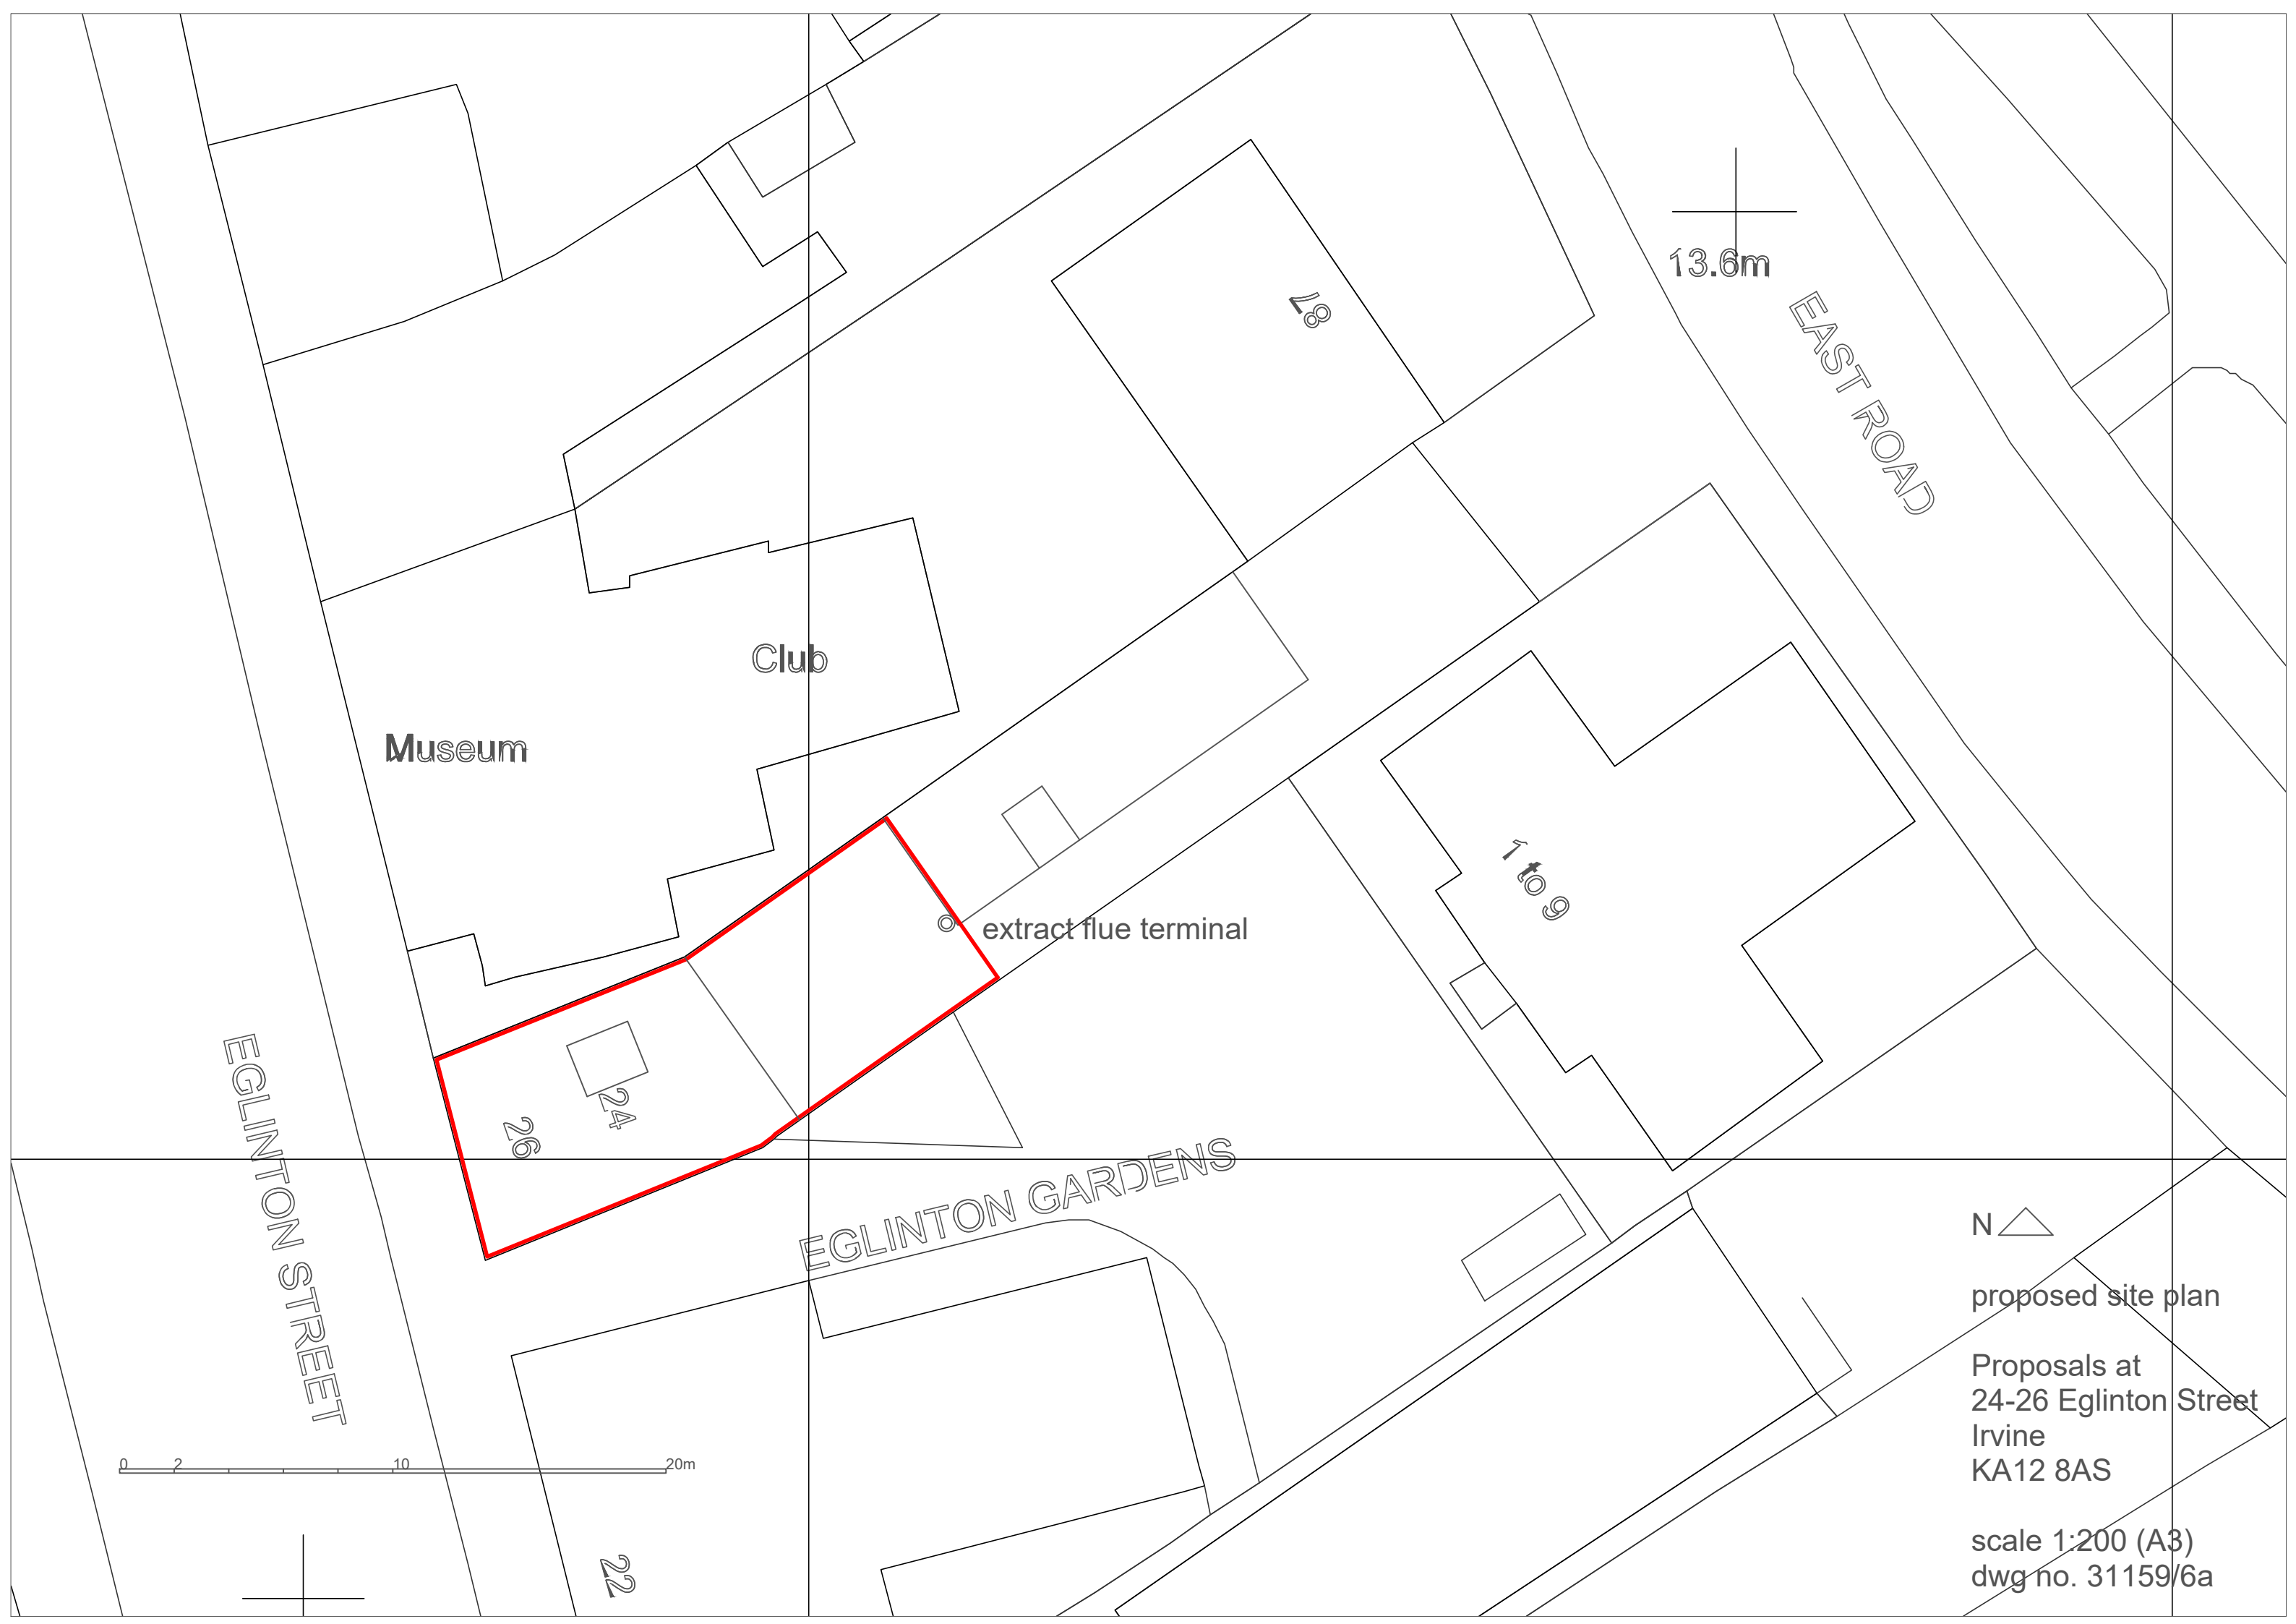 87
13.6m
EAST ROAD
Club
Museum
1 to 9
extract flue terminal
24
26
EGLINTON STREET
EGLINTON GARDENS
N
proposed site plan
Proposals at
24-26 Eglinton Street
Irvine
KA12 8AS
scale 1:200 (A3)
dwg no. 31159/6a
0 2 10 20m
22